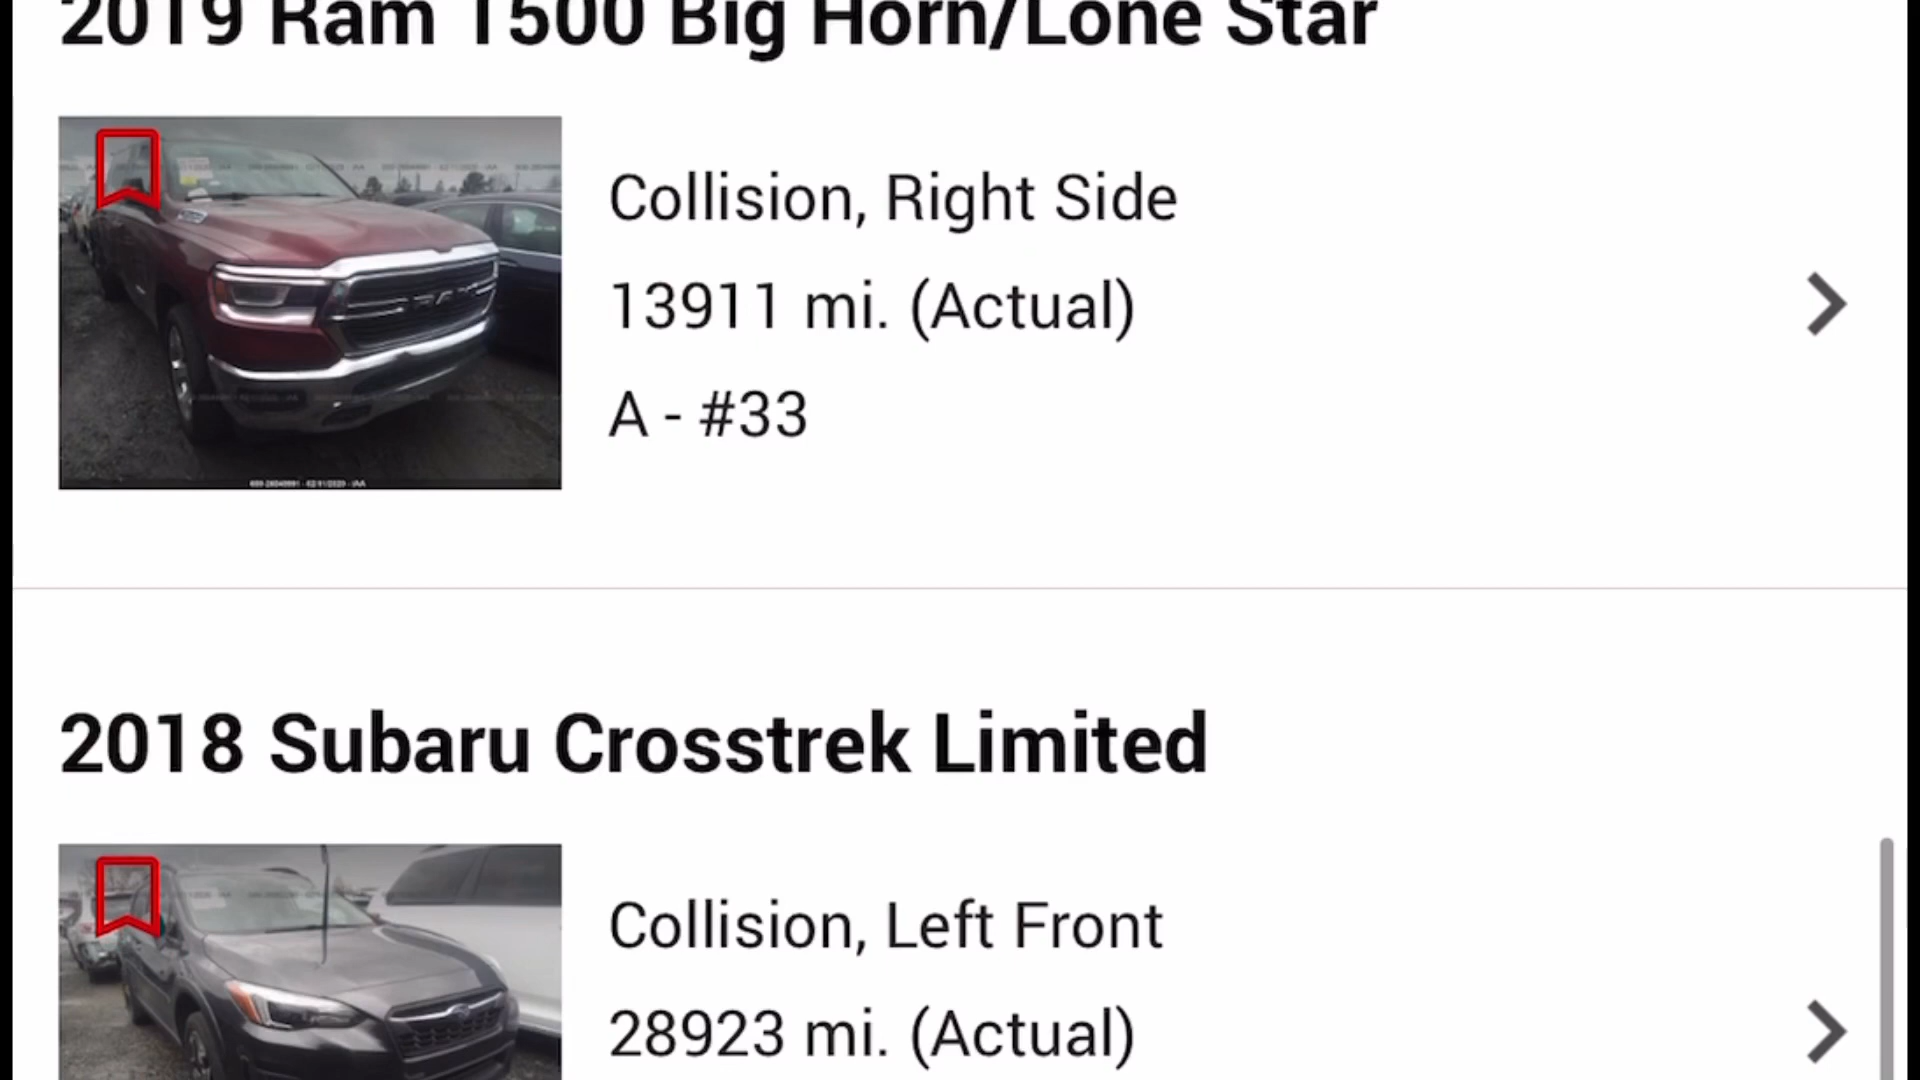 2019 Ram 1500 Big Horn/Lone Star
Collision, Right Side
13911 mi. (Actual)
A - #33
2018 Subaru Crosstrek Limited
Collision, Left Front
28923 mi. (Actual)